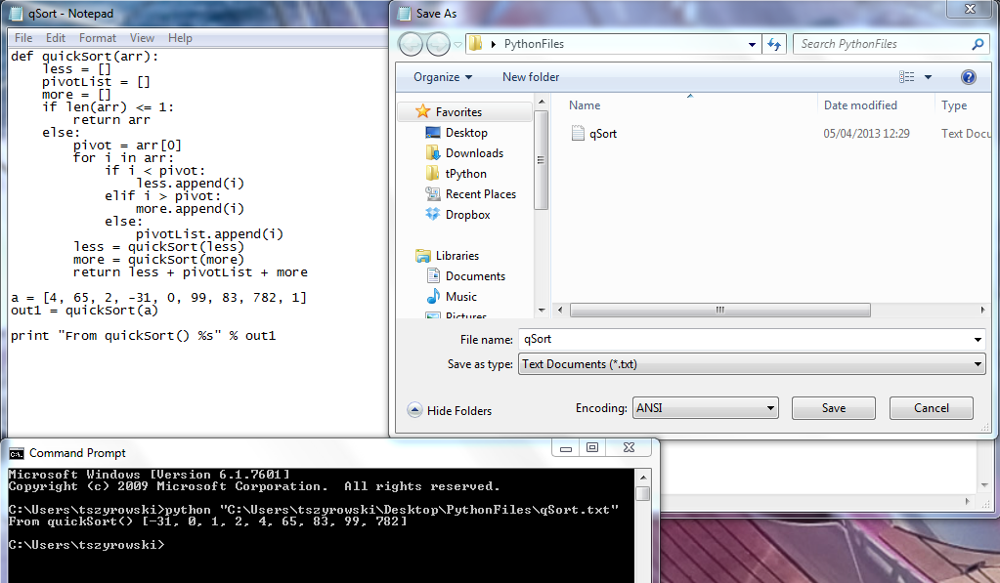 qSort - Notepad
File Edit Format View Help
def quickSort(arr):
    less = []
    pivotList = []
    more = []
    if len(arr) <= 1:
        return arr
    else:
        pivot = arr[0]
        for i in arr:
            if i < pivot:
                less.append(i)
            elif i > pivot:
                more.append(i)
            else:
                pivotList.append(i)
        less = quickSort(less)
        more = quickSort(more)
        return less + pivotList + more
a = [4, 65, 2, -31, 0, 99, 83, 782, 1]
out1 = quickSort(a)
print "From quickSort() %s" % out1
Save As
PythonFiles
Search PythonFiles
Organize
New folder
Favorites
Desktop
Downloads
tPython
Recent Places
Dropbox
Libraries
Documents
Music
Pictures
Name Date modified Type
qSort 05/04/2013 12:29 Text Docu
File name: qSort
Save as type: Text Documents (*.txt)
Hide Folders
Encoding: ANSI
Save
Cancel
C:\.
Command Prompt
Microsoft Windows [Version 6.1.7601]
Copyright (c) 2009 Microsoft Corporation.  All rights reserved.
C:\Users\tszyrowski>python "C:\Users\tszyrowski\Desktop\PythonFiles\qSort.txt"
From quickSort() [-31, 0, 1, 2, 4, 65, 83, 99, 782]
C:\Users\tszyrowski>